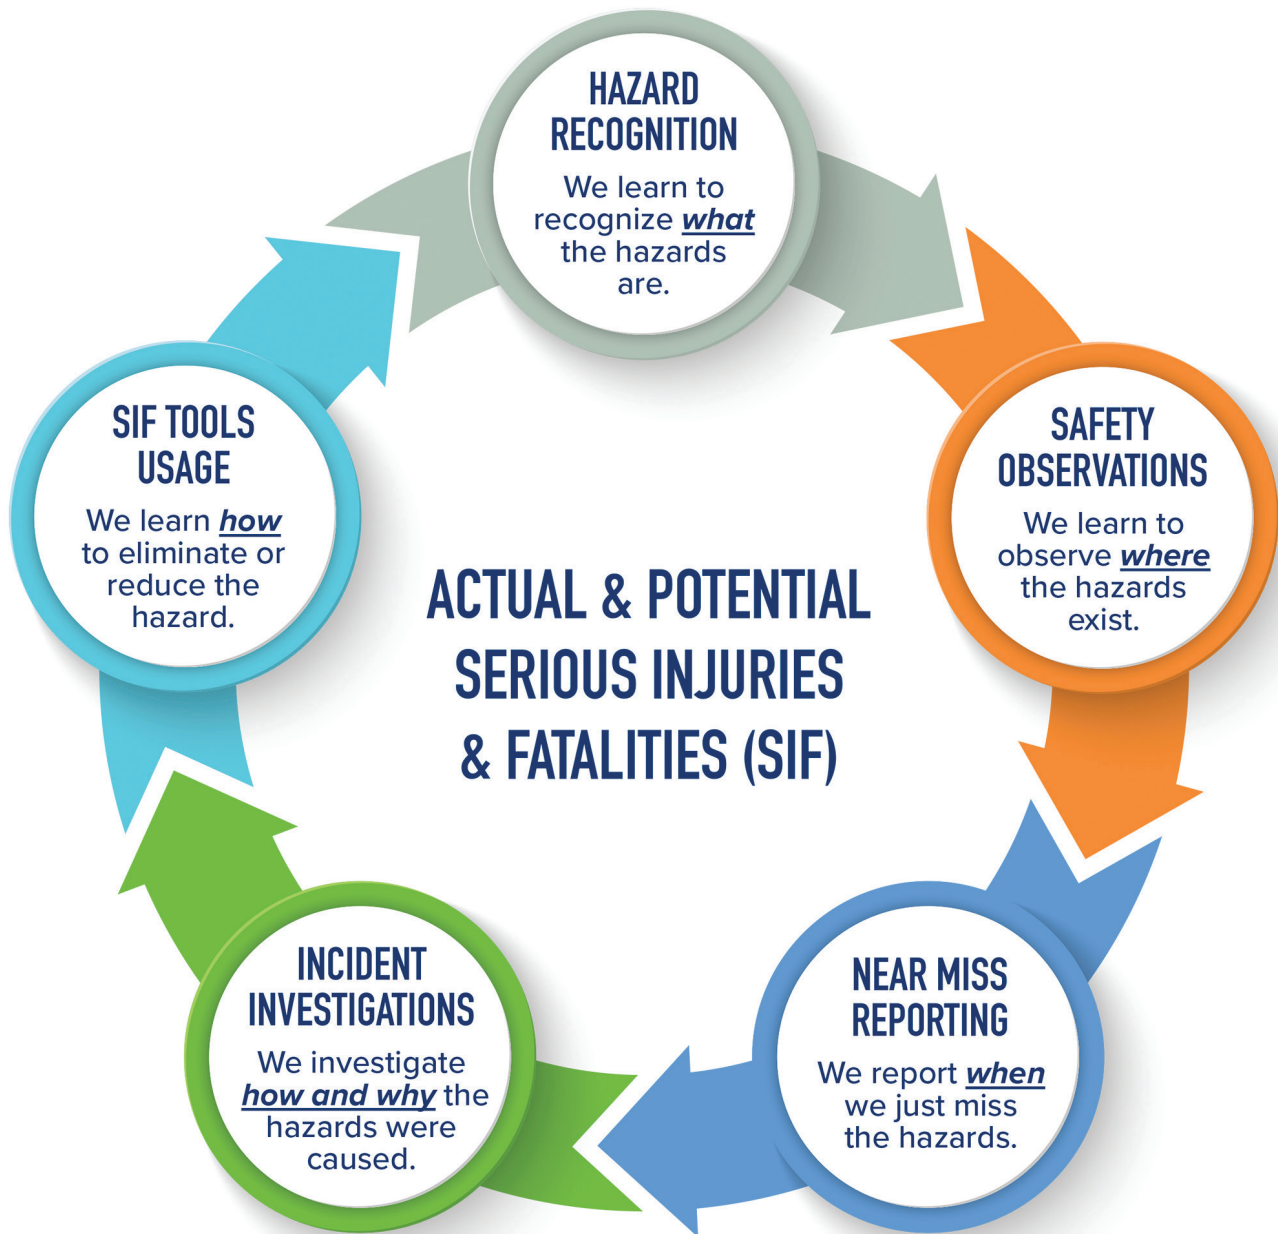 HAZARD
RECOGNITION
We learn to
recognize what
the hazards
are.
SAFETY
OBSERVATIONS
We learn to
observe where
the hazards
exist.
NEAR MISS
REPORTING
We report when
we just miss
the hazards.
INCIDENT
INVESTIGATIONS
We investigate
how and why the
hazards were
caused.
SIF TOOLS
USAGE
We learn how
to eliminate or
reduce the
hazard.
ACTUAL & POTENTIAL
SERIOUS INJURIES
& FATALITIES (SIF)